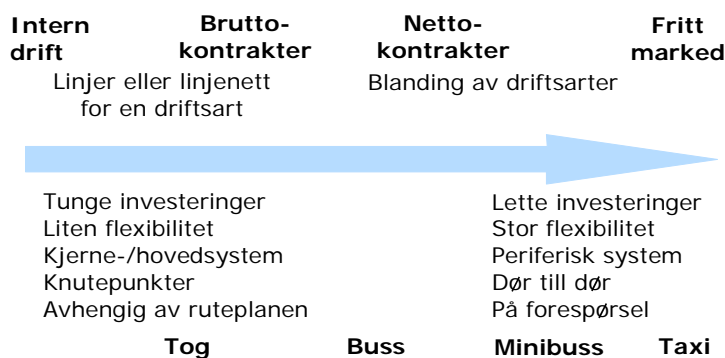 Intern drift
Brutto-kontrakter
Netto-kontrakter
Fritt marked
Linjer eller linjenett
for en driftsart
Blanding av driftsarter
Tunge investeringer
Liten flexibilitet
Kjerne-/hovedsystem
Knutepunkter
Avhengig av ruteplanen
Lette investeringer
Stor flexibilitet
Periferisk system
Dør till dør
På forespørsel
Tog Buss Minibuss Taxi